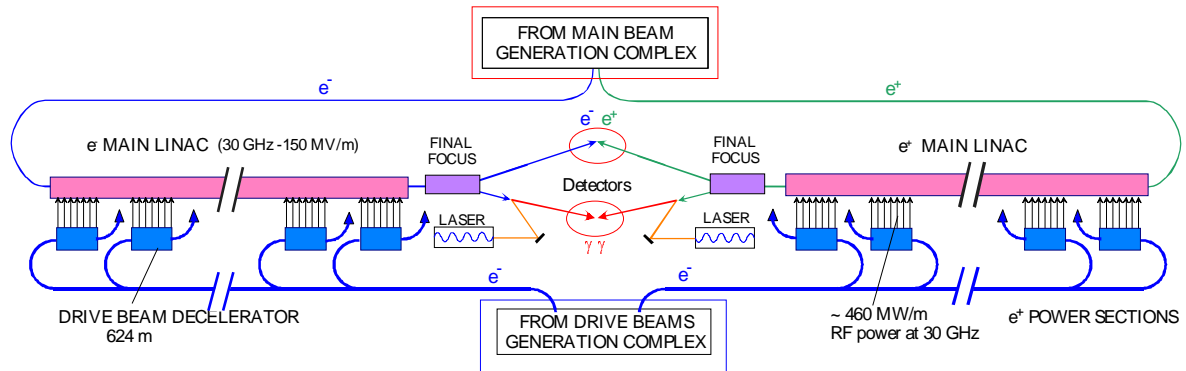 FROM MAIN BEAM
GENERATION COMPLEX
e-
e+
e- MAIN LINAC (30 GHz -150 MV/m)
FINAL
FOCUS
e- e+
FINAL
FOCUS
e+ MAIN LINAC
Detectors
LASER
γ γ
LASER
e-
e-
DRIVE BEAM DECELERATOR
624 m
FROM DRIVE BEAMS
GENERATION COMPLEX
~ 460 MW/m
RF power at 30 GHz
e+ POWER SECTIONS